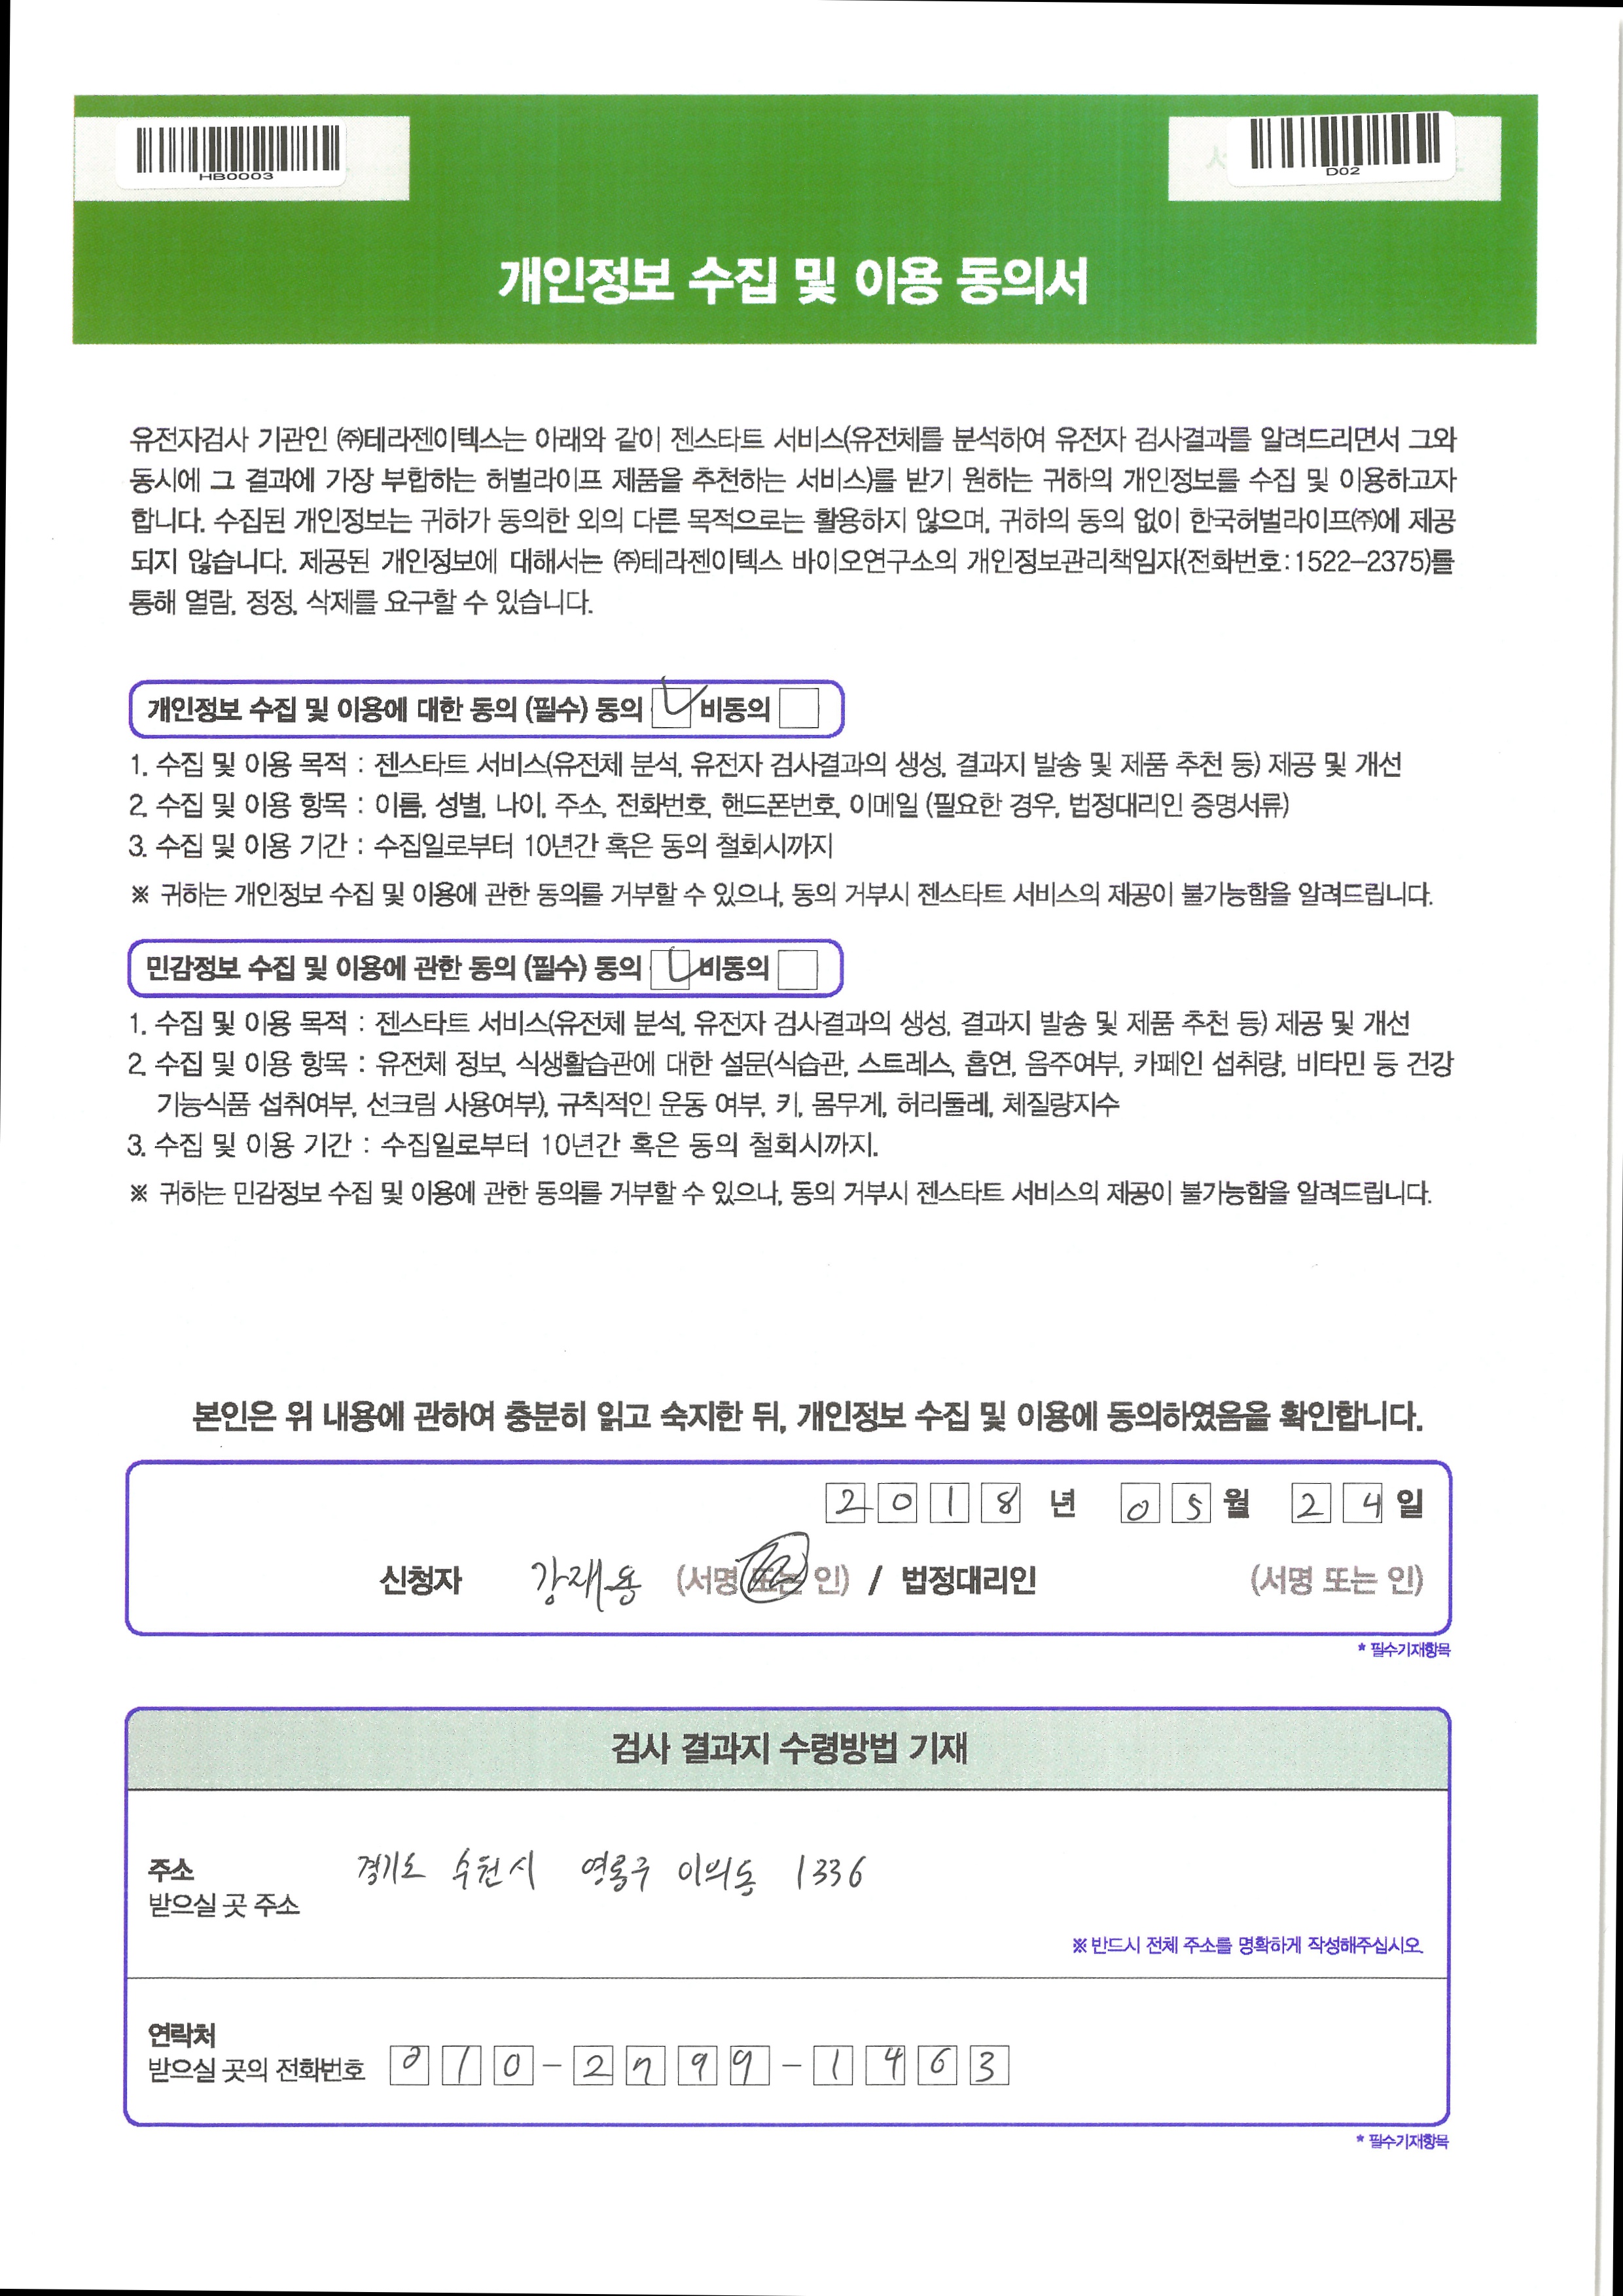 HB0003
D02
개인정보 수집 및 이용 동의서
유전자검사 기관인 ㈜테라젠이텍스는 아래와 같이 젠스타트 서비스(유전체를 분석하여 유전자 검사결과를 알려드리면서 그와
동시에 그 결과에 가장 부합하는 허벌라이프 제품을 추천하는 서비스)를 받기 원하는 귀하의 개인정보를 수집 및 이용하고자
합니다. 수집된 개인정보는 귀하가 동의한 외의 다른 목적으로는 활용하지 않으며, 귀하의 동의 없이 한국허벌라이프㈜에 제공
되지 않습니다. 제공된 개인정보에 대해서는 ㈜테라젠이텍스 바이오연구소의 개인정보관리책임자(전화번호:1522-2375)를
통해 열람, 정정, 삭제를 요구할 수 있습니다.
개인정보 수집 및 이용에 대한 동의 (필수) 동의 비동의
1. 수집 및 이용 목적 : 젠스타트 서비스(유전체 분석, 유전자 검사결과의 생성, 결과지 발송 및 제품 추천 등) 제공 및 개선
2. 수집 및 이용 항목 : 이름, 성별, 나이, 주소, 전화번호, 핸드폰번호, 이메일 (필요한 경우, 법정대리인 증명서류)
3. 수집 및 이용 기간 : 수집일로부터 10년간 혹은 동의 철회시까지
※ 귀하는 개인정보 수집 및 이용에 관한 동의를 거부할 수 있으나, 동의 거부시 젠스타트 서비스의 제공이 불가능함을 알려드립니다.
민감정보 수집 및 이용에 관한 동의 (필수) 동의 비동의
1. 수집 및 이용 목적 : 젠스타트 서비스(유전체 분석, 유전자 검사결과의 생성, 결과지 발송 및 제품 추천 등) 제공 및 개선
2. 수집 및 이용 항목 : 유전체 정보, 식생활습관에 대한 설문(식습관, 스트레스, 흡연, 음주여부, 카페인 섭취량, 비타민 등 건강
기능식품 섭취여부, 선크림 사용여부), 규칙적인 운동 여부, 키, 몸무게, 허리둘레, 체질량지수
3. 수집 및 이용 기간 : 수집일로부터 10년간 혹은 동의 철회시까지.
※ 귀하는 민감정보 수집 및 이용에 관한 동의를 거부할 수 있으나, 동의 거부시 젠스타트 서비스의 제공이 불가능함을 알려드립니다.
본인은 위 내용에 관하여 충분히 읽고 숙지한 뒤, 개인정보 수집 및 이용에 동의하였음을 확인합니다.
2018 년 05 월 24 일
신청자 강재용 (서명 또는 인) / 법정대리인 (서명 또는 인)
* 필수기재항목
검사 결과지 수령방법 기재
주소 경기도 수원시 영통구 이의동 1336
받으실 곳 주소
※ 반드시 전체 주소를 명확하게 작성해주십시오.
연락처
받으실 곳의 전화번호 010-2799-1463
* 필수기재항목